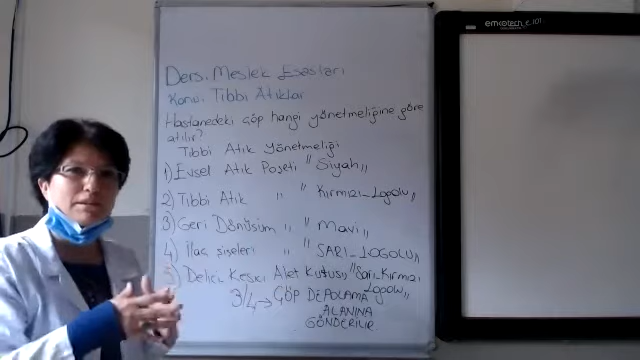 Ders: Meslek Esasları
Konu: Tıbbi Atıklar
Hastanedeki çöp hangi yönetmeliğine göre
atılır?
Tıbbi Atık Yönetmeliği
1) Evsel Atık Poşeti " Siyah "
2) Tıbbi Atık " " Kırmızı-Logolu "
3) Geri Dönüşüm " " Mavi "
4) İlaç şişeleri " " SARI-LOGOLU "
5) Delici Kesici Alet Kutusu " Sarı-Kırmızı
Logolu "
3/4 → ÇÖP DEPOLAMA
ALANINA
GÖNDERİLİR
emkotech e 101